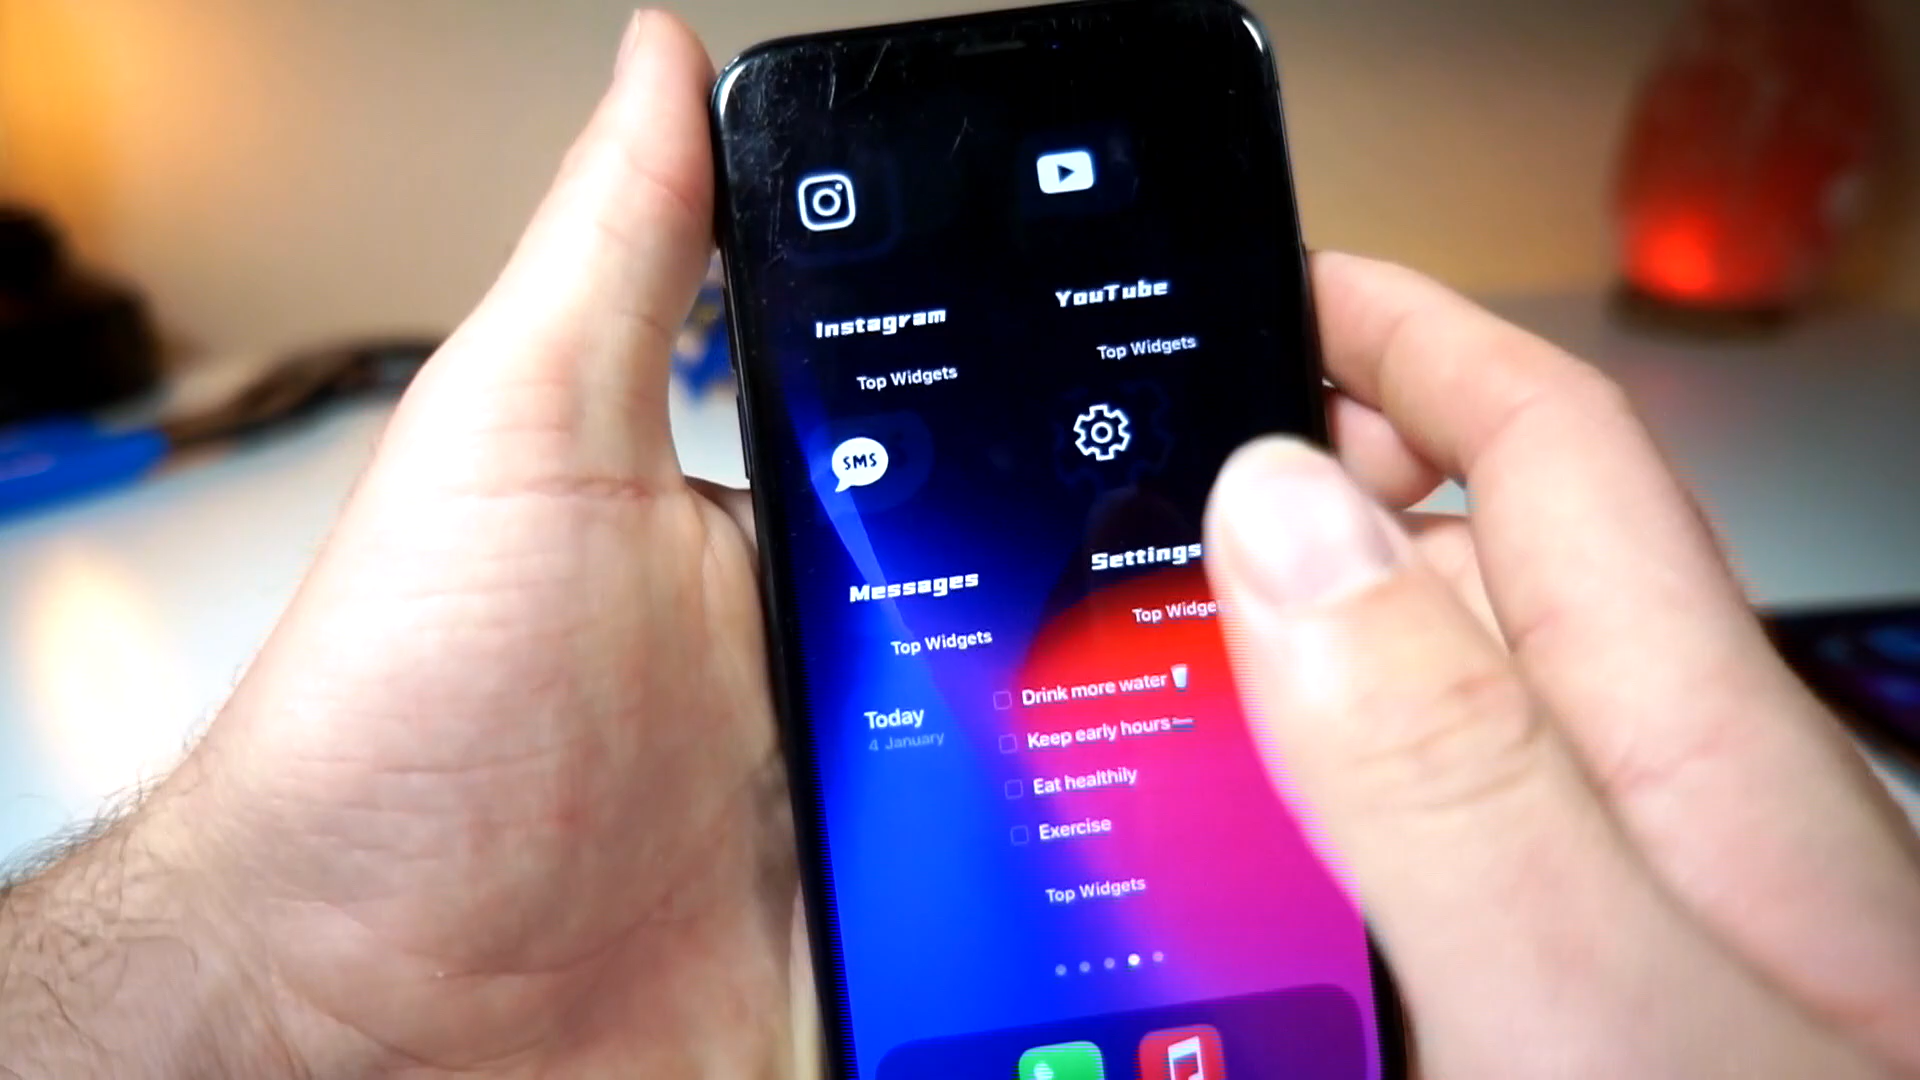 Instagram
YouTube
Top Widgets
Top Widgets
SMS
Messages
Settings
Top Widgets
Top
Today
4 January
Drink more water
Keep early hours
Eat healthily
Exercise
Top Widgets